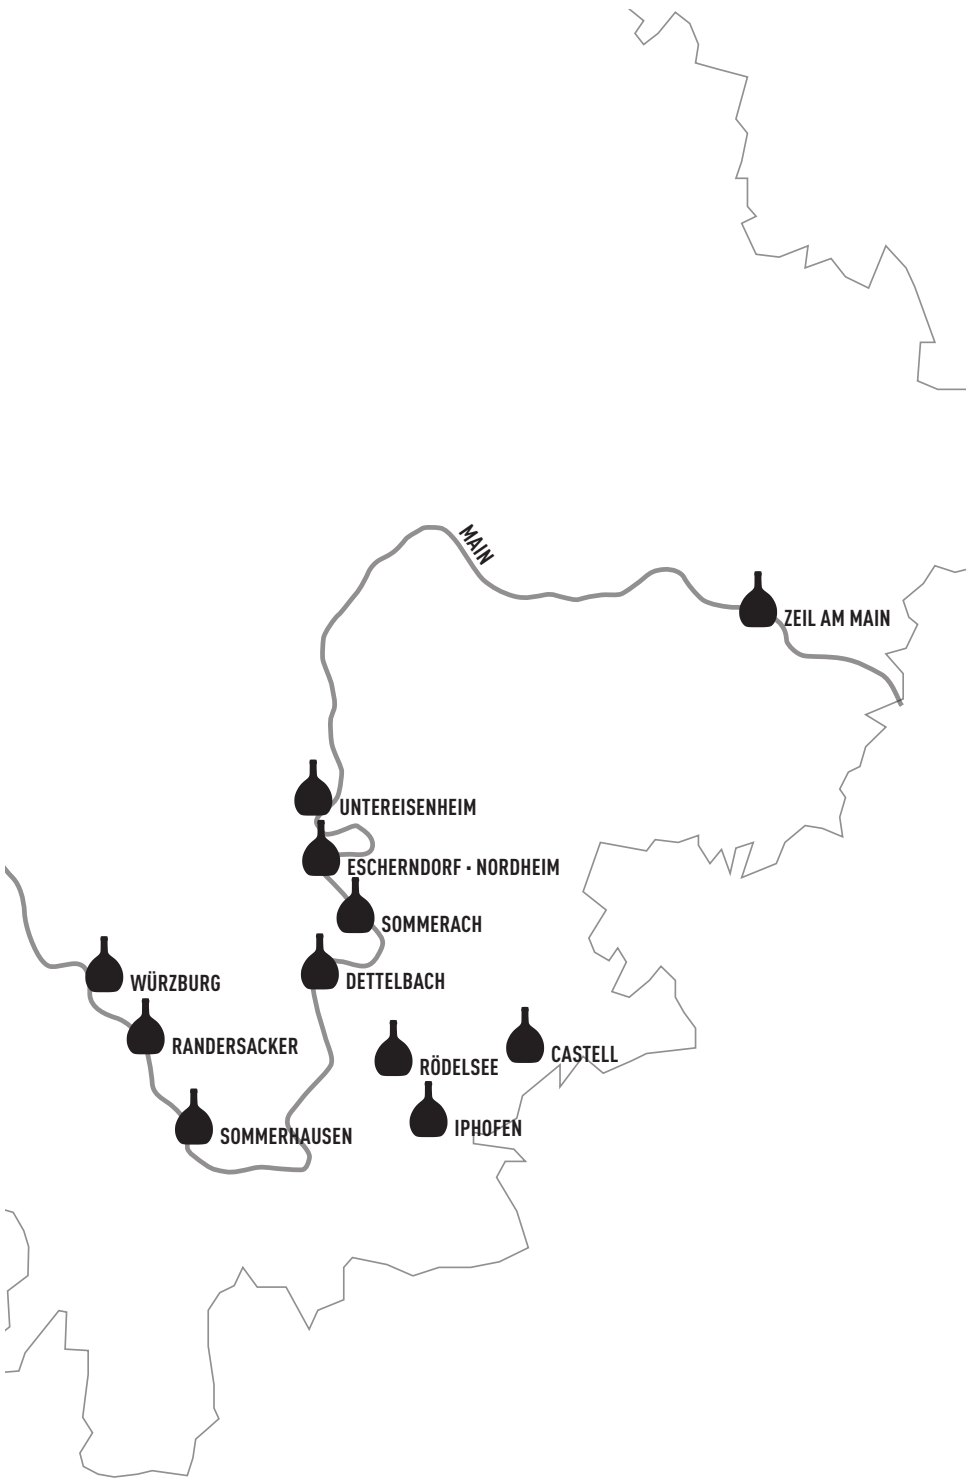 MAIN
ZEIL AM MAIN
UNTEREISENHEIM
ESCHERNDORF · NORDHEIM
SOMMERACH
DETTELBACH
WÜRZBURG
RANDERSACKER
CASTELL
RÖDELSEE
IPHOFEN
SOMMERHAUSEN